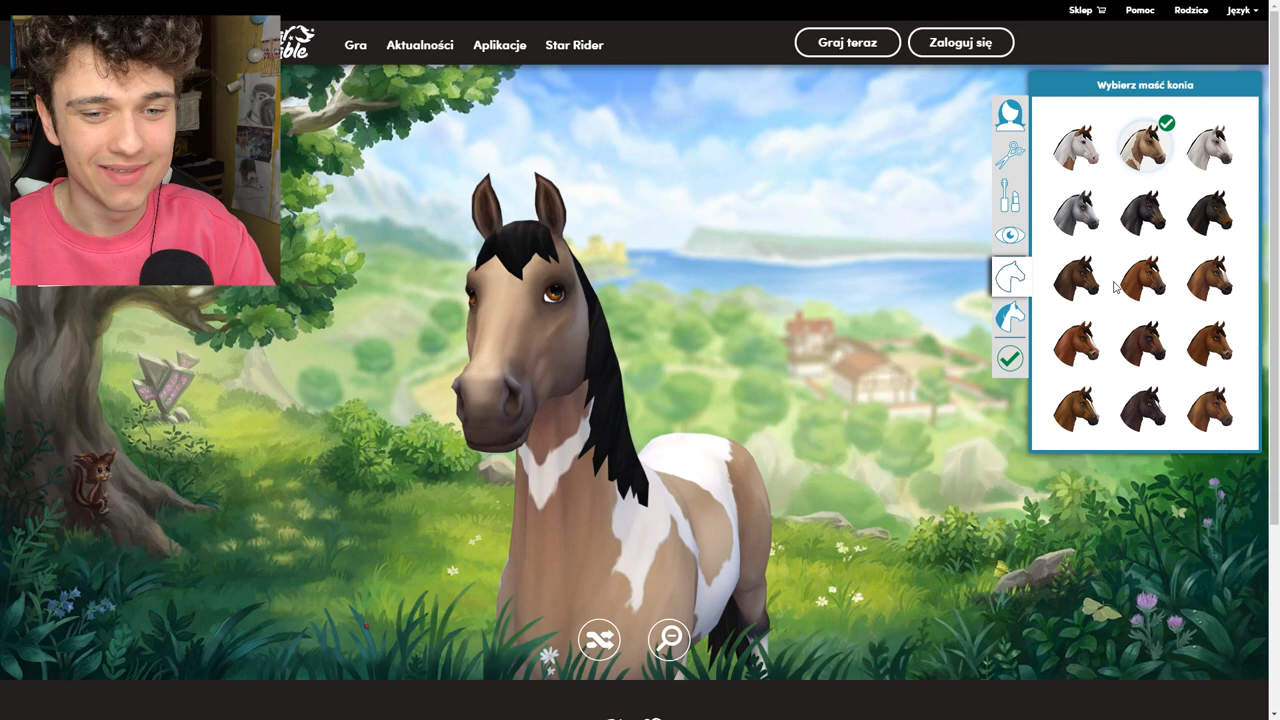 Sklep
Pomoc
Rodzice
Język
Gra
Aktualności
Aplikacje
Star Rider
Graj teraz
Zaloguj się
Wybierz maść konia